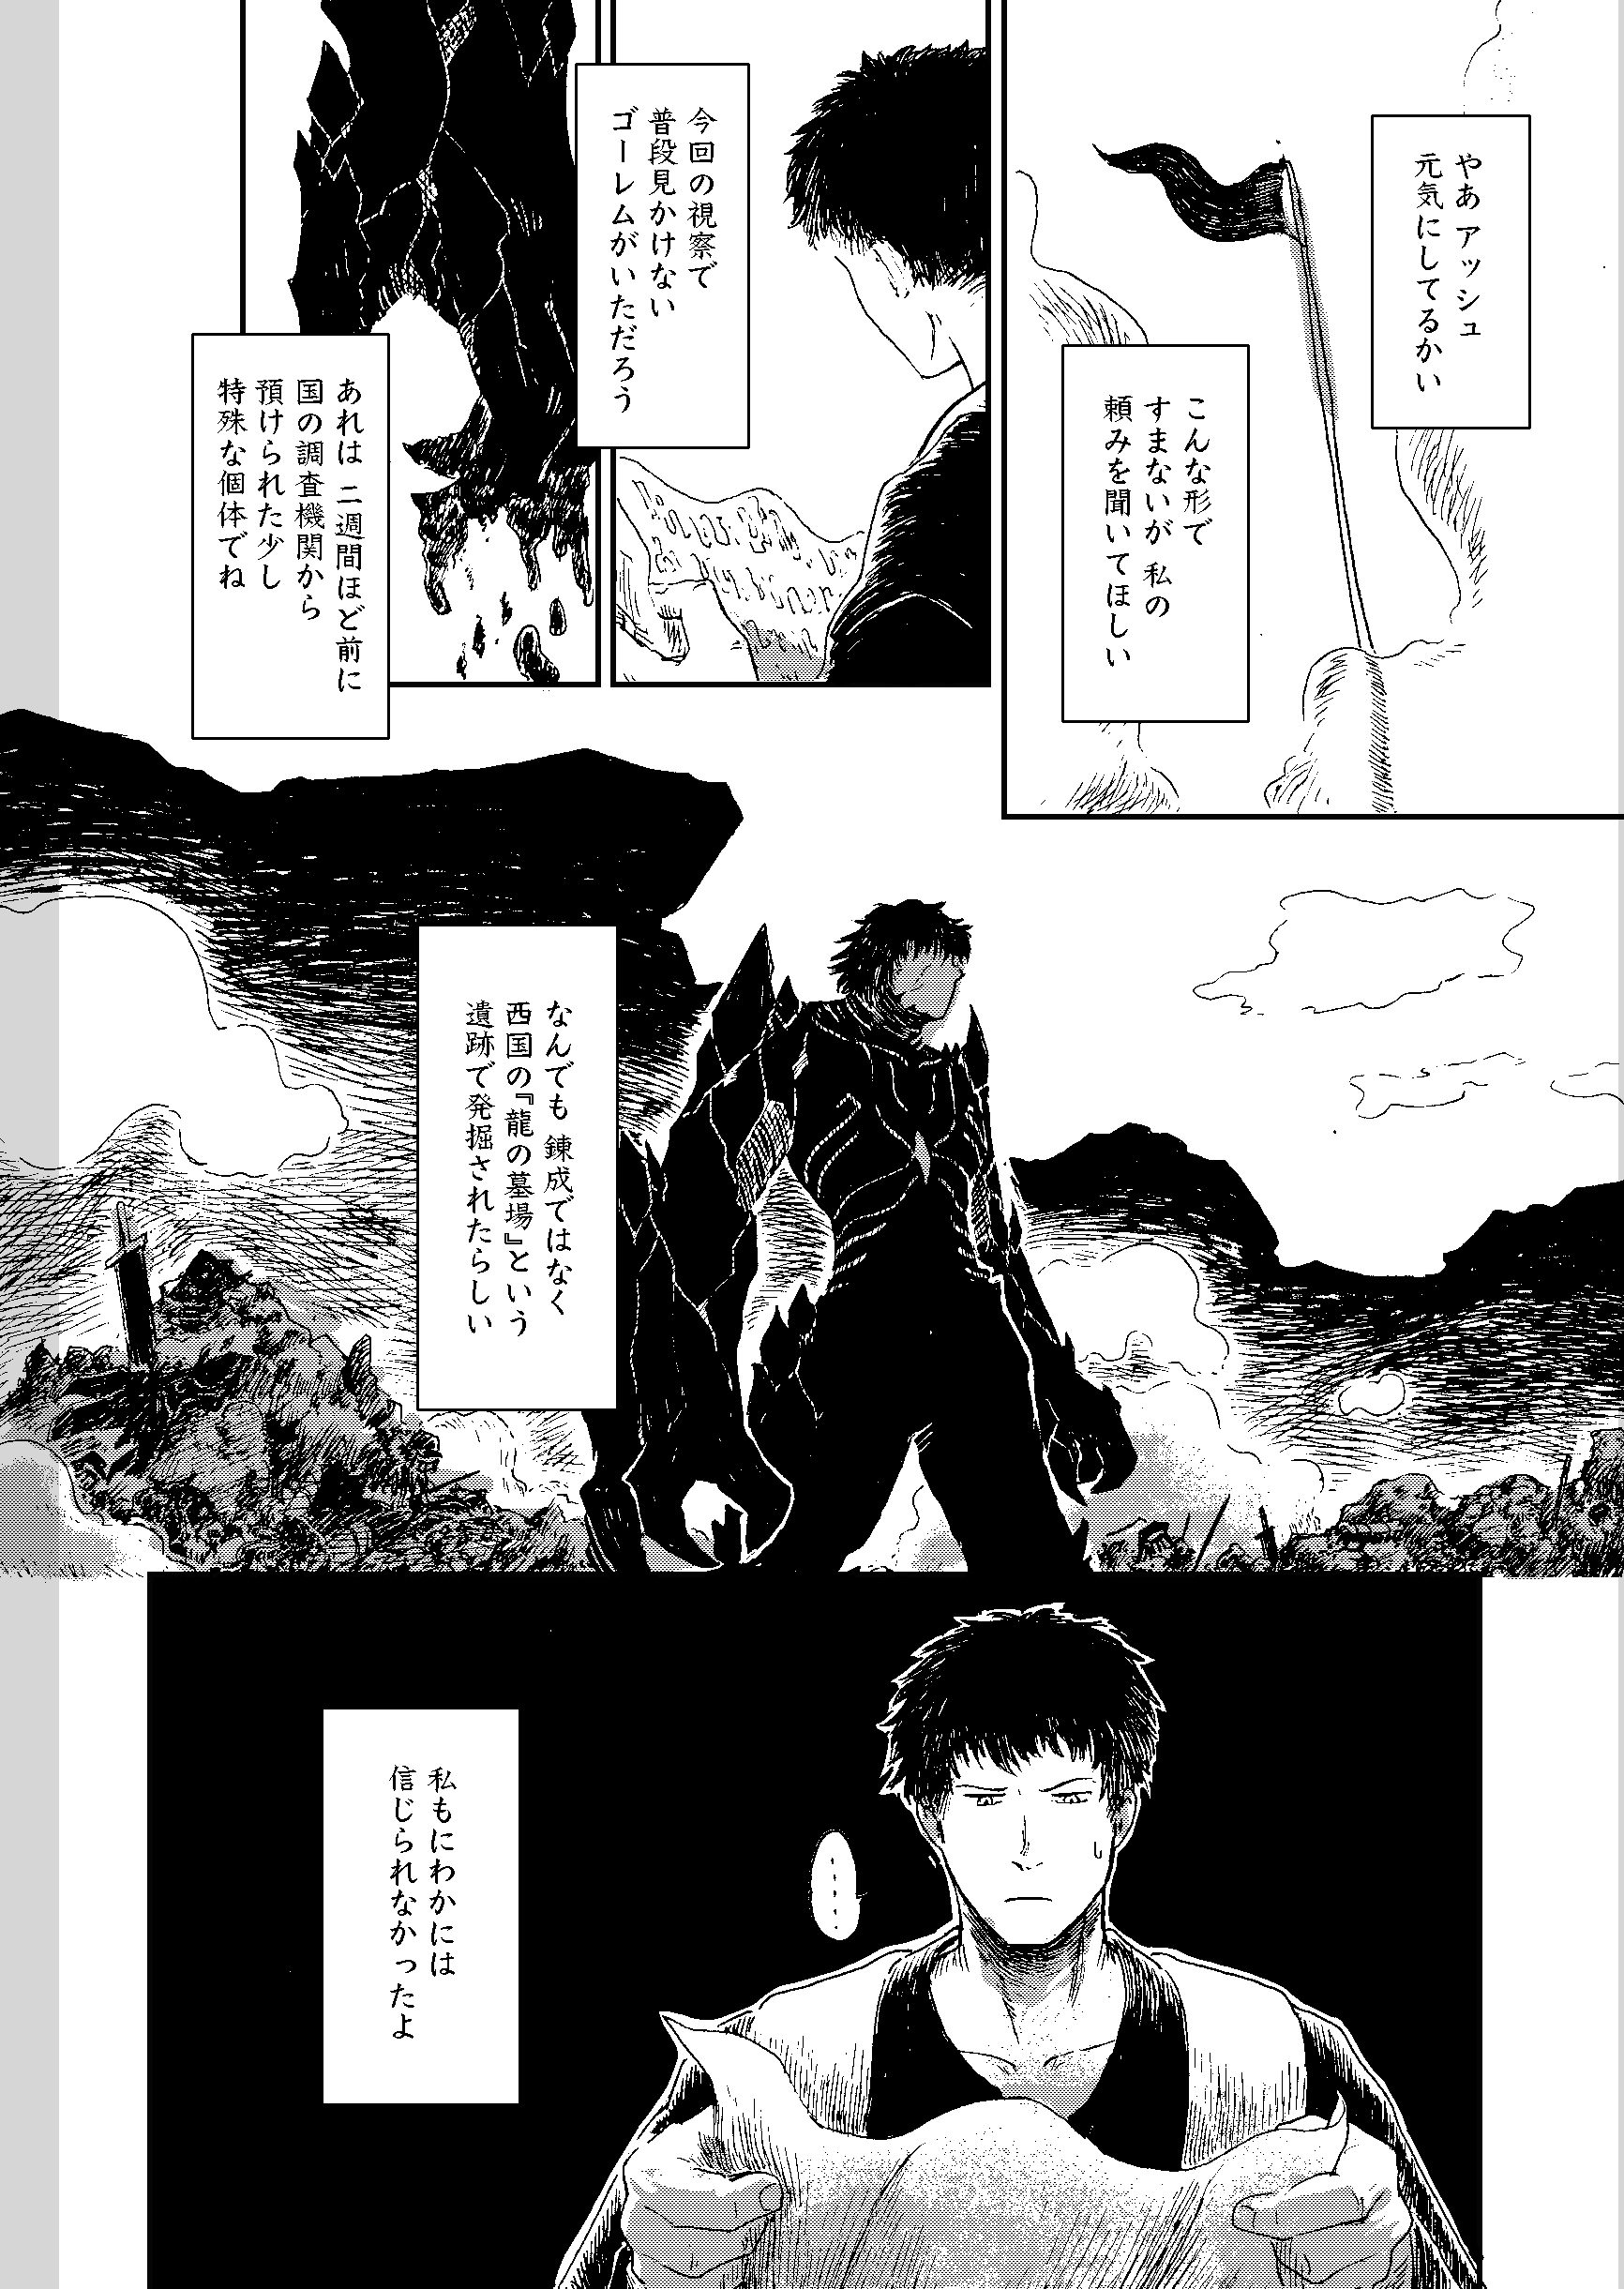 やあ アッシュ
元気にしてるかい
こんな形で
すまないが 私の
頼みを聞いてほしい
今回の視察で
普段見かけない
ゴーレムがいただろう
あれは 二週間ほど前に
国の調査機関から
預けられた少し
特殊な個体でね
なんでも 錬成ではなく
西国の『龍の墓場』という
遺跡で発掘されたらしい
……
私もにわかには
信じられなかったよ